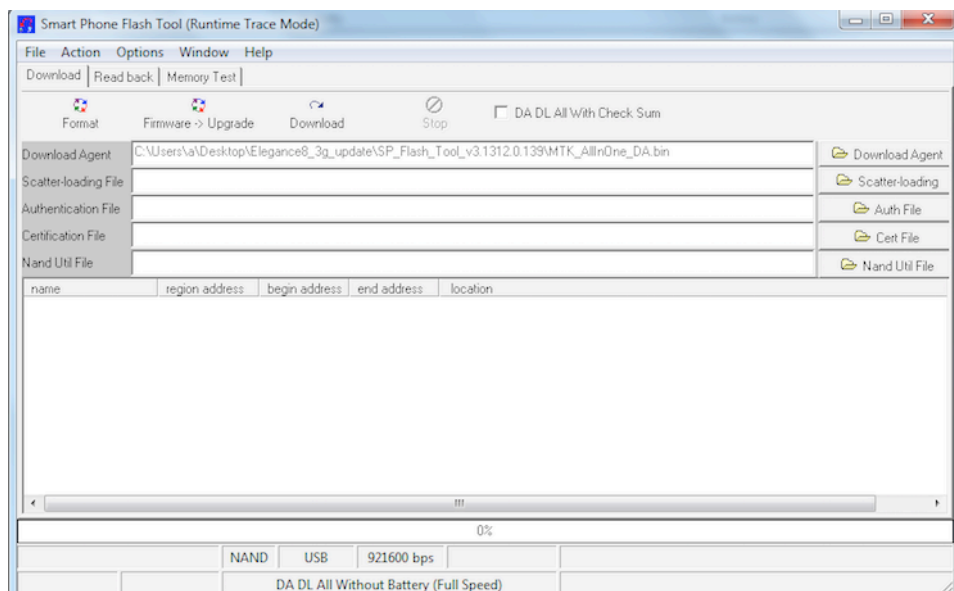 Smart Phone Flash Tool (Runtime Trace Mode)
File Action Options Window Help
Download Read back Memory Test
Format Firmware -> Upgrade Download Stop DA DL All With Check Sum
Download Agent C:\Users\a\Desktop\Elegance8_3g_update\SP_Flash_Tool_v3.1312.0.139\MTK_AllInOne_DA.bin Download Agent
Scatter-loading File Scatter-loading
Authentication File Auth File
Certification File Cert File
Nand Util File Nand Util File
name region address begin address end address location
0%
NAND USB 921600 bps
DA DL All Without Battery (Full Speed)